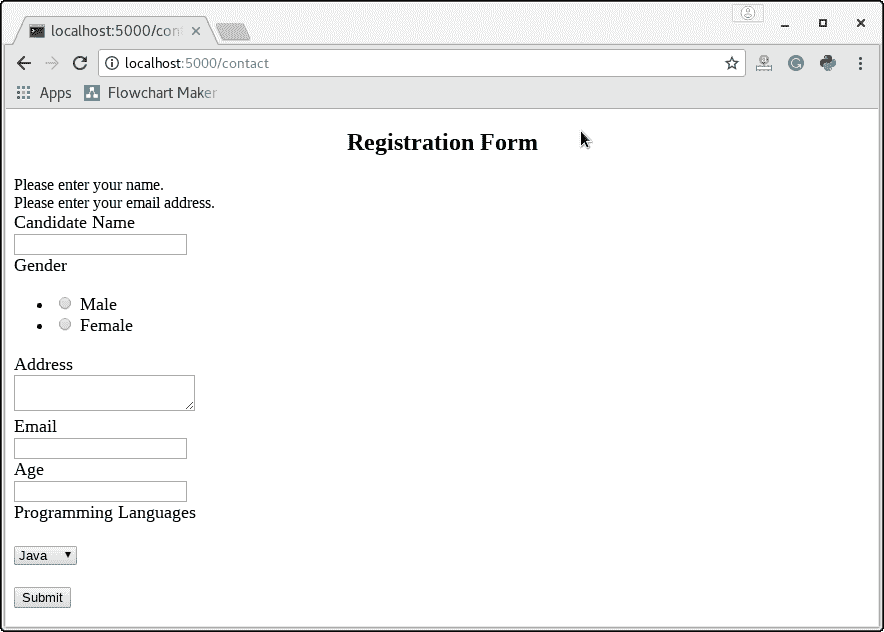 localhost:5000/con
localhost:5000/contact
Apps Flowchart Maker
Registration Form
Please enter your name.
Please enter your email address.
Candidate Name
Gender
Male
Female
Address
Email
Age
Programming Languages
Java
Submit